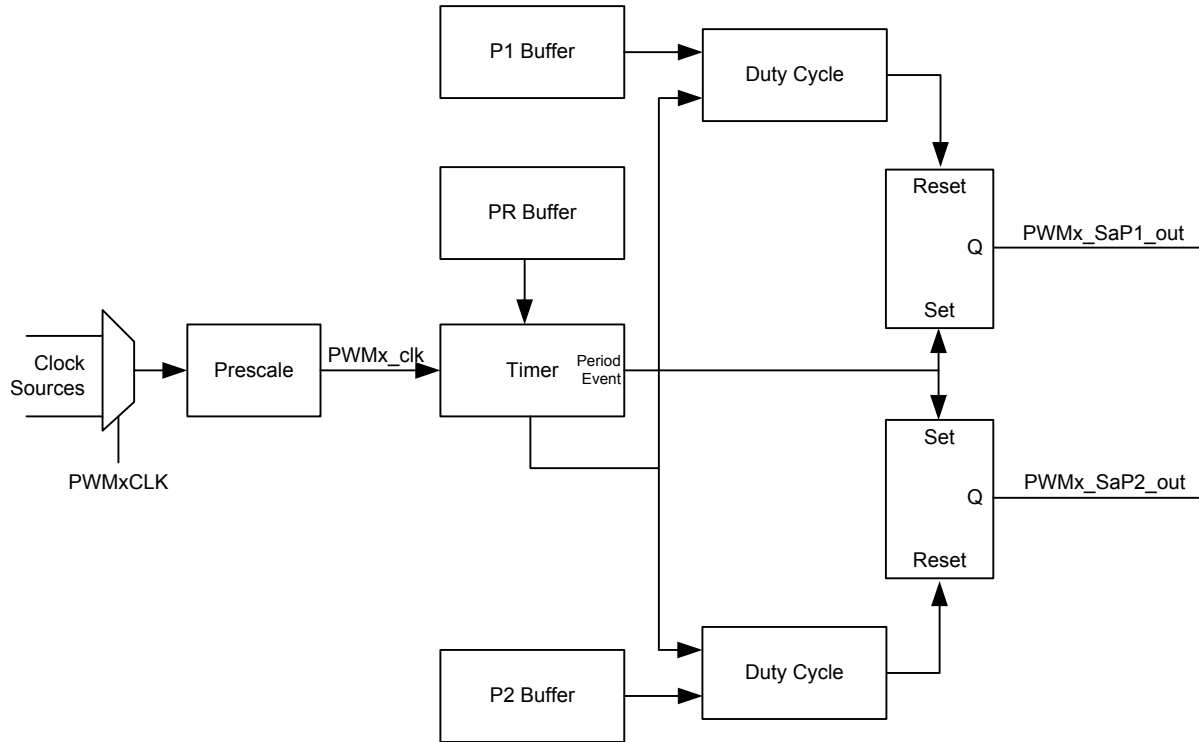 P1 Buffer
Duty Cycle
Reset
Q
Set
PWMx_SaP1_out
PR Buffer
Clock
Sources
PWMxCLK
Prescale
PWMx_clk
Timer
Period
Event
Set
Q
Reset
PWMx_SaP2_out
P2 Buffer
Duty Cycle